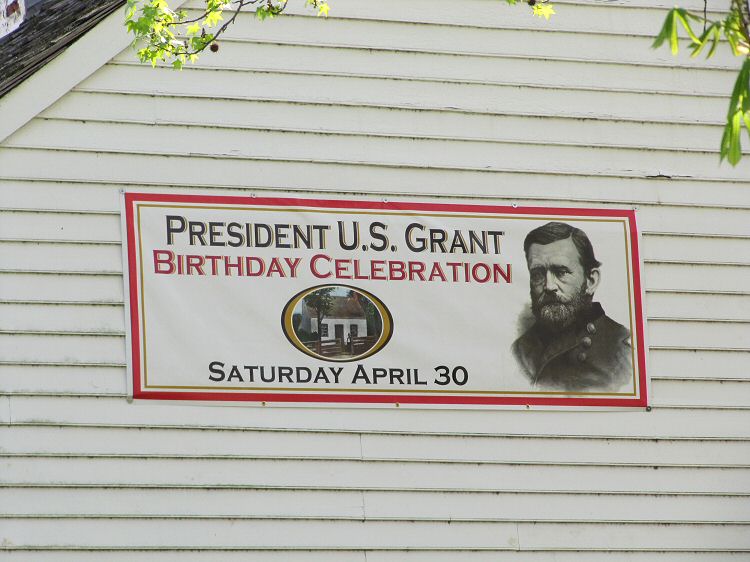 PRESIDENT U.S. GRANT
BIRTHDAY CELEBRATION
SATURDAY APRIL 30